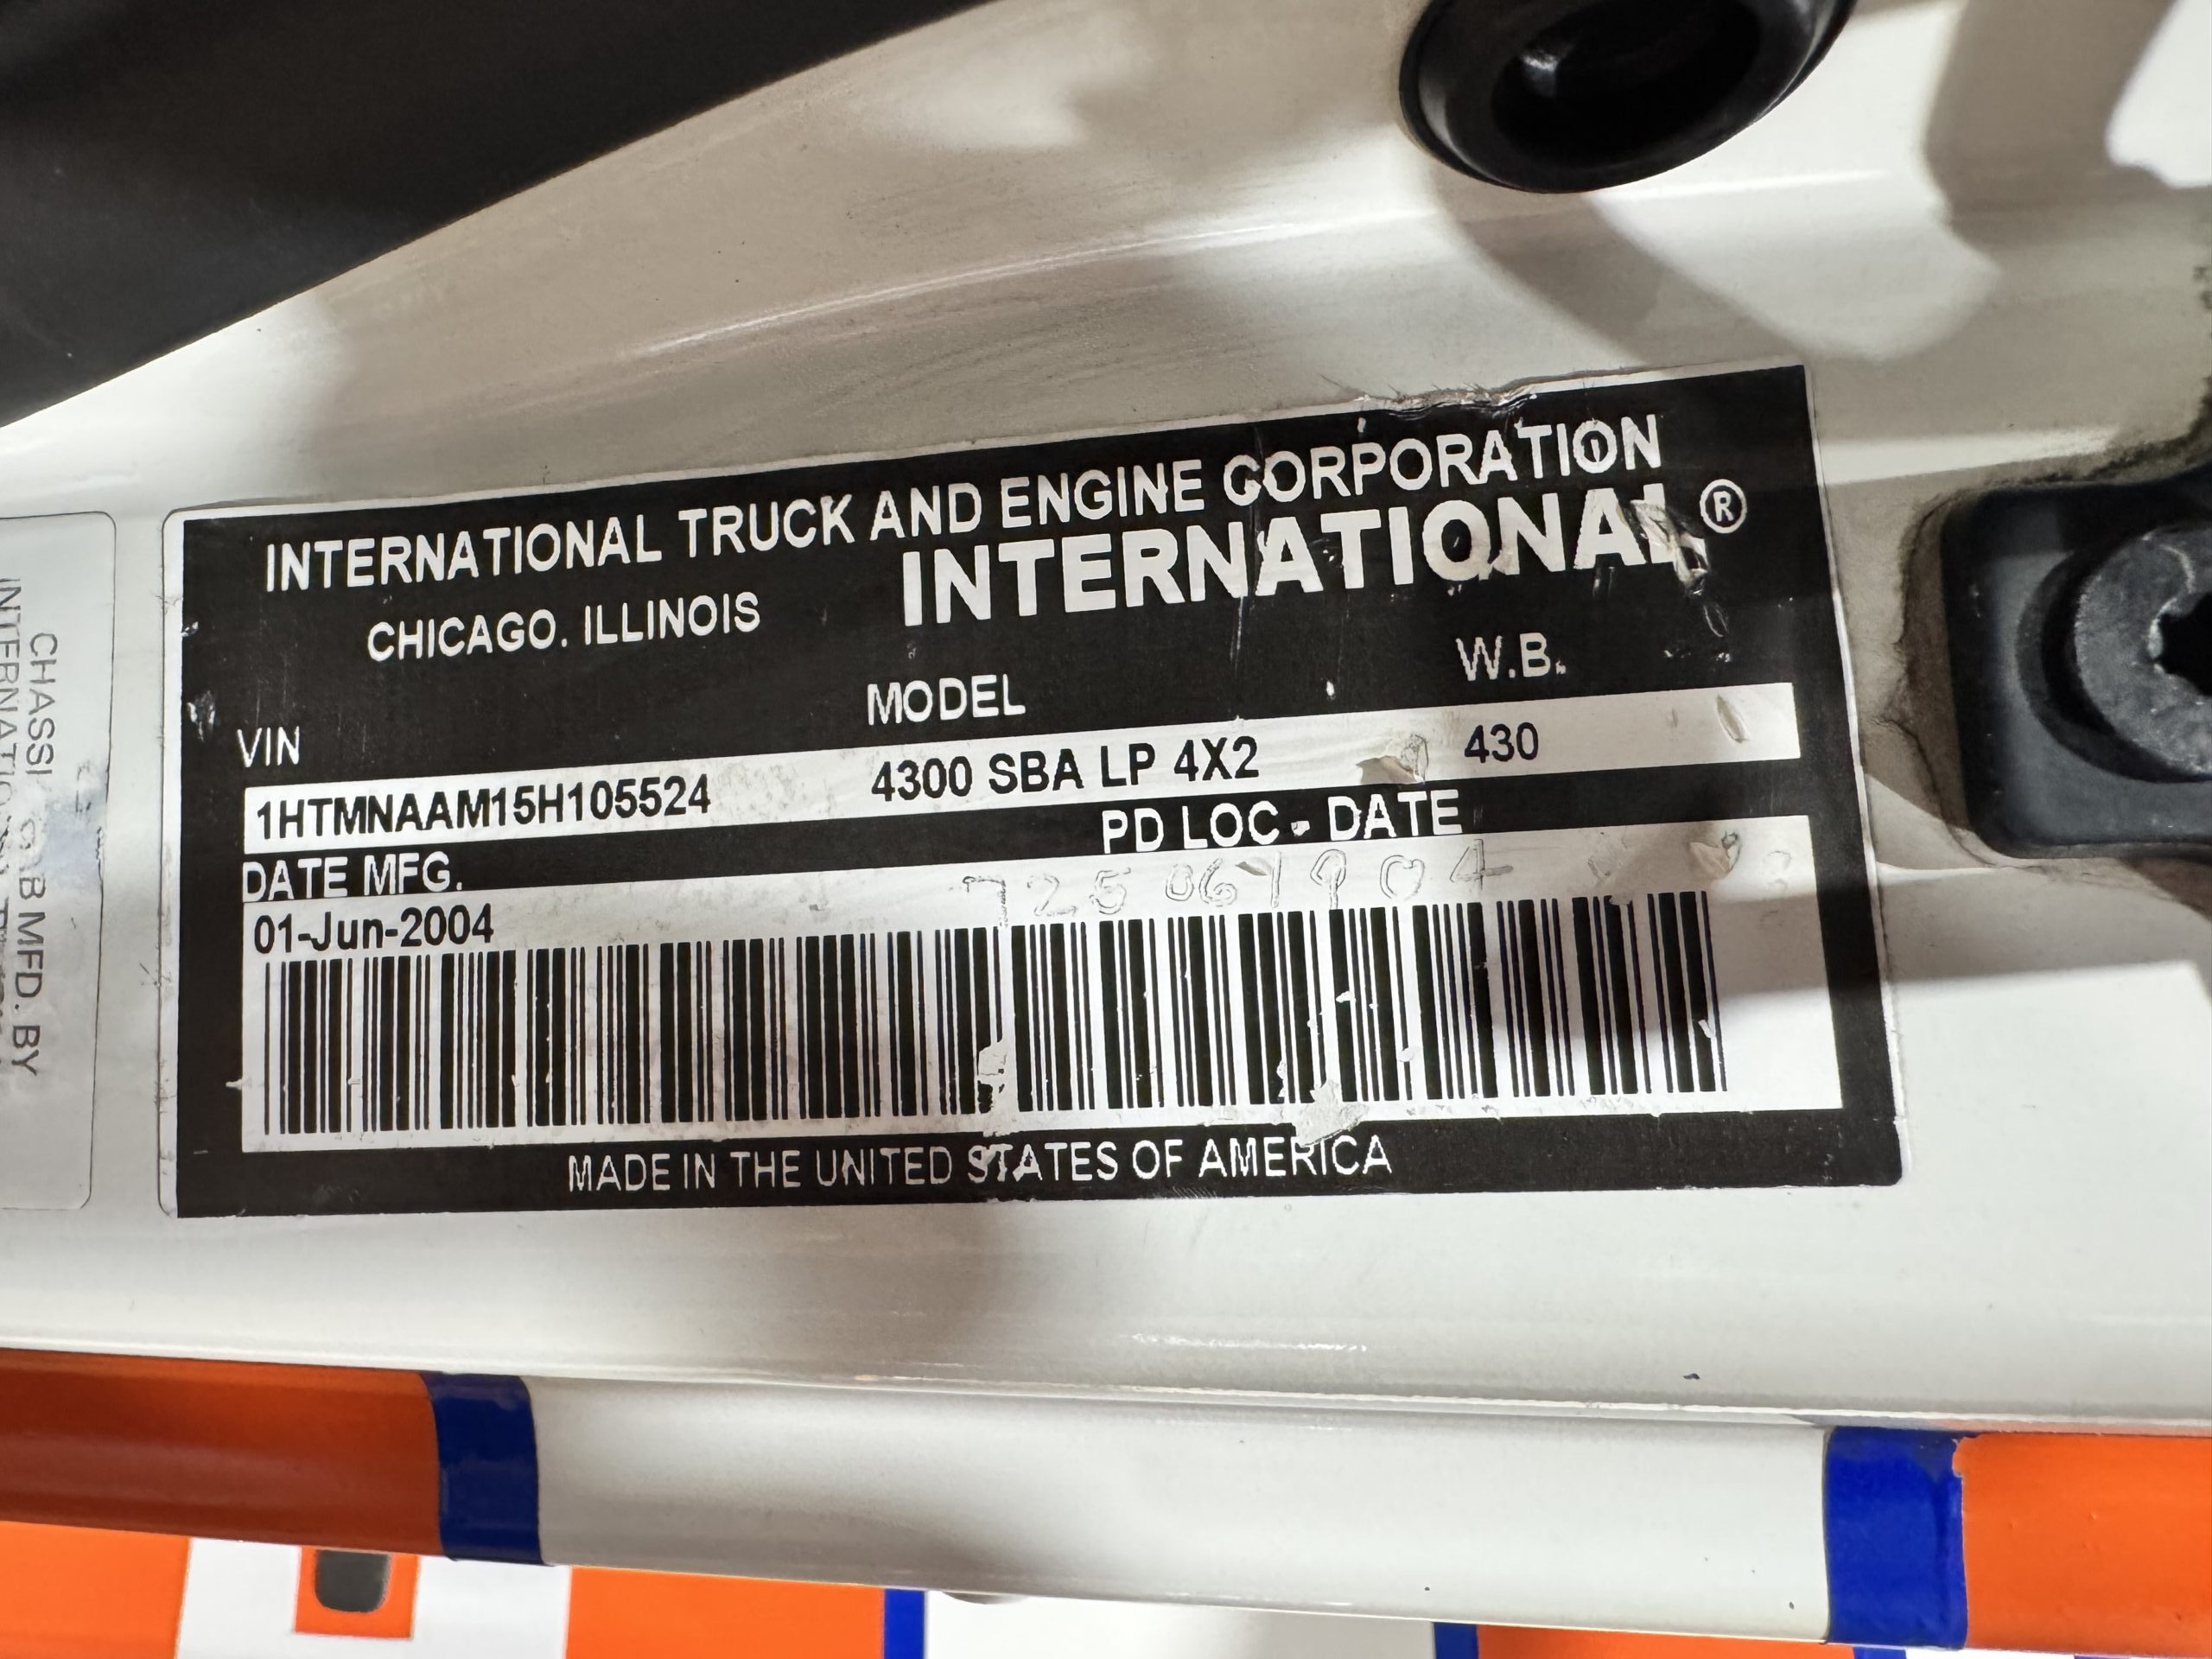 INTERNATIONAL TRUCK AND ENGINE CORPORATION
CHICAGO. ILLINOIS
INTERNATIONAL®
VIN
MODEL
W.B.
1HTMNAAM15H105524
4300 SBA LP 4X2
430
DATE MFG.
PD LOC - DATE
01-Jun-2004
MADE IN THE UNITED STATES OF AMERICA
CHASSI
MFD. BY